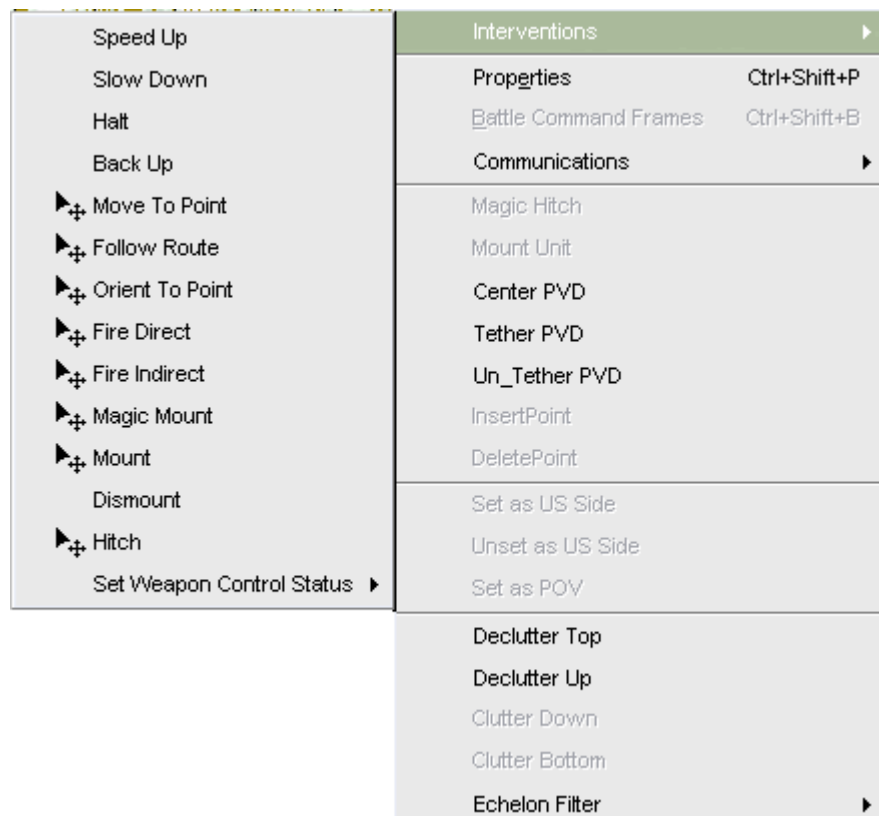 Speed Up
Slow Down
Halt
Back Up
Move To Point
Follow Route
Orient To Point
Fire Direct
Fire Indirect
Magic Mount
Mount
Dismount
Hitch
Set Weapon Control Status
Interventions
Properties Ctrl+Shift+P
Battle Command Frames Ctrl+Shift+B
Communications
Magic Hitch
Mount Unit
Center PVD
Tether PVD
Un_Tether PVD
InsertPoint
DeletePoint
Set as US Side
Unset as US Side
Set as POV
Declutter Top
Declutter Up
Clutter Down
Clutter Bottom
Echelon Filter